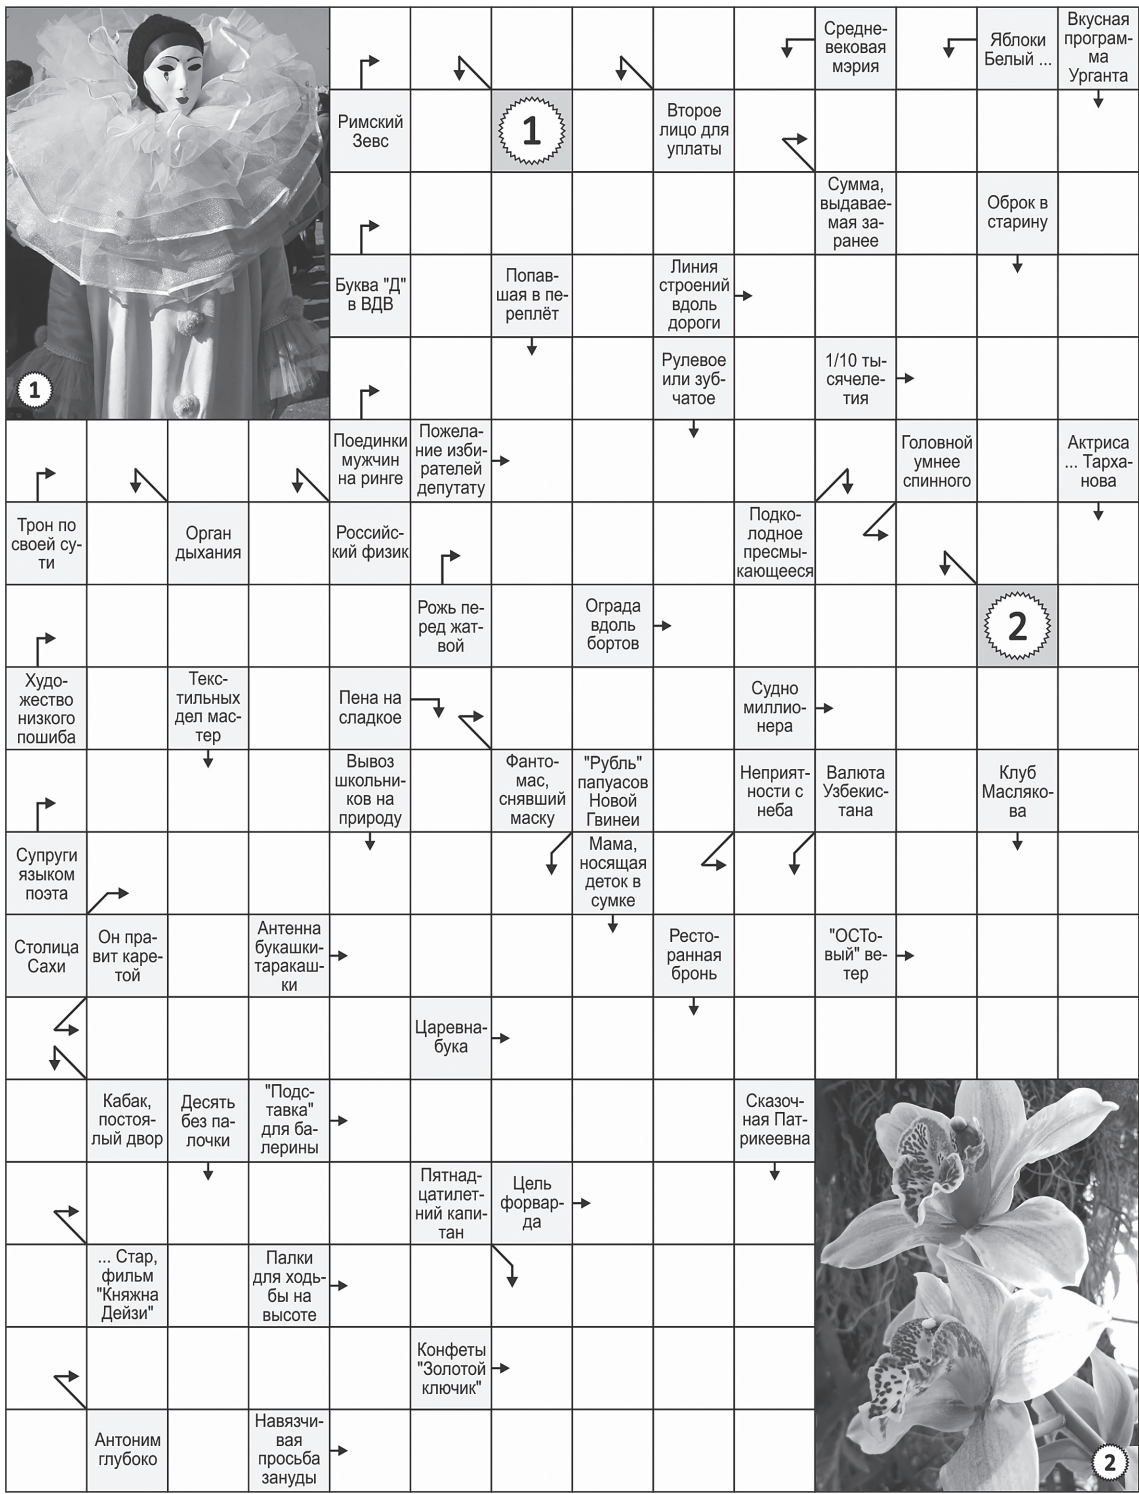 Средне-
вековая
мэрия
Яблоки
Белый ...
Вкусная
програм-
ма
Урганта
Римский
Зевс
1
Второе
лицо для
уплаты
Сумма,
выдавае-
мая за-
ранее
Оброк в
старину
Буква "Д"
в ВДВ
Попав-
шая в пе-
реплёт
Линия
строений
вдоль
дороги
1
Рулевое
или зуб-
чатое
1/10 ты-
сячеле-
тия
Поединки
мужчин
на ринге
Пожела-
ние изби-
рателей
депутату
Головной
умнее
спинного
Актриса
... Тарха-
нова
Трон по
своей су-
ти
Орган
дыхания
Российс-
кий физик
Подко-
лодное
пресмы-
кающееся
Рожь пе-
ред жат-
вой
Ограда
вдоль
бортов
2
Худо-
жество
низкого
пошиба
Текс-
тильных
дел мас-
тер
Пена на
сладкое
Судно
миллио-
нера
Вывоз
школьни-
ков на
природу
Фанто-
мас,
снявший
маску
"Рубль"
папуасов
Новой
Гвинеи
Неприят-
ности с
неба
Валюта
Узбекис-
тана
Клуб
Масляко-
ва
Супруги
языком
поэта
Мама,
носящая
деток в
сумке
Столица
Сахи
Он пра-
вит каре-
той
Антенна
букашки-
таракаш-
ки
Ресто-
ранная
бронь
"ОСТо-
вый" ве-
тер
Царевна-
бука
Кабак,
постоя-
лый двор
Десять
без па-
лочки
"Подс-
тавка"
для ба-
лерины
Сказоч-
ная Пат-
рикеевна
Пятнад-
цатилет-
ний капи-
тан
Цель
форвар-
да
... Стар,
фильм
"Княжна
Дейзи"
Палки
для ходь-
бы на
высоте
Конфеты
"Золотой
ключик"
Антоним
глубоко
Навязчи-
вая
просьба
зануды
2